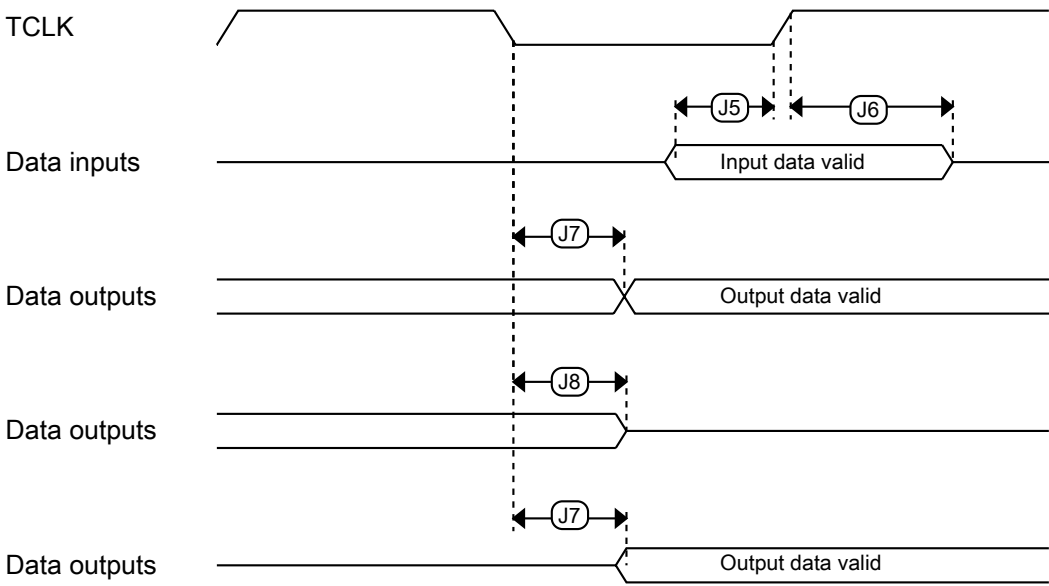 TCLK
J5
J6
Data inputs
Input data valid
J7
Data outputs
Output data valid
J8
Data outputs
J7
Data outputs
Output data valid